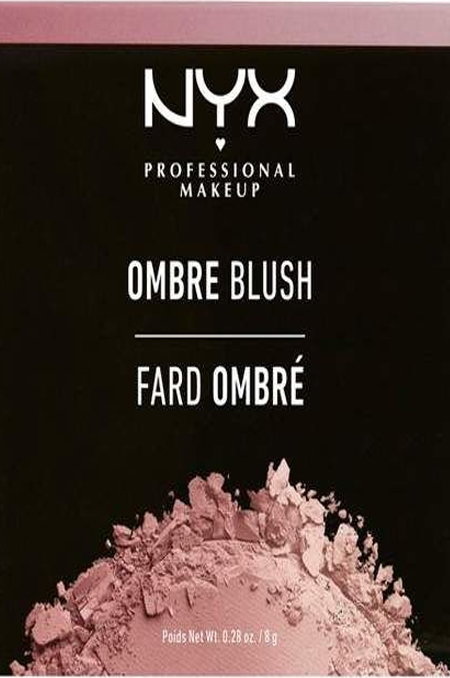 NYX
PROFESSIONAL
MAKEUP
OMBRE BLUSH
FARD OMBRÉ
Poids Net Wt. 0.28 oz. / 8 g